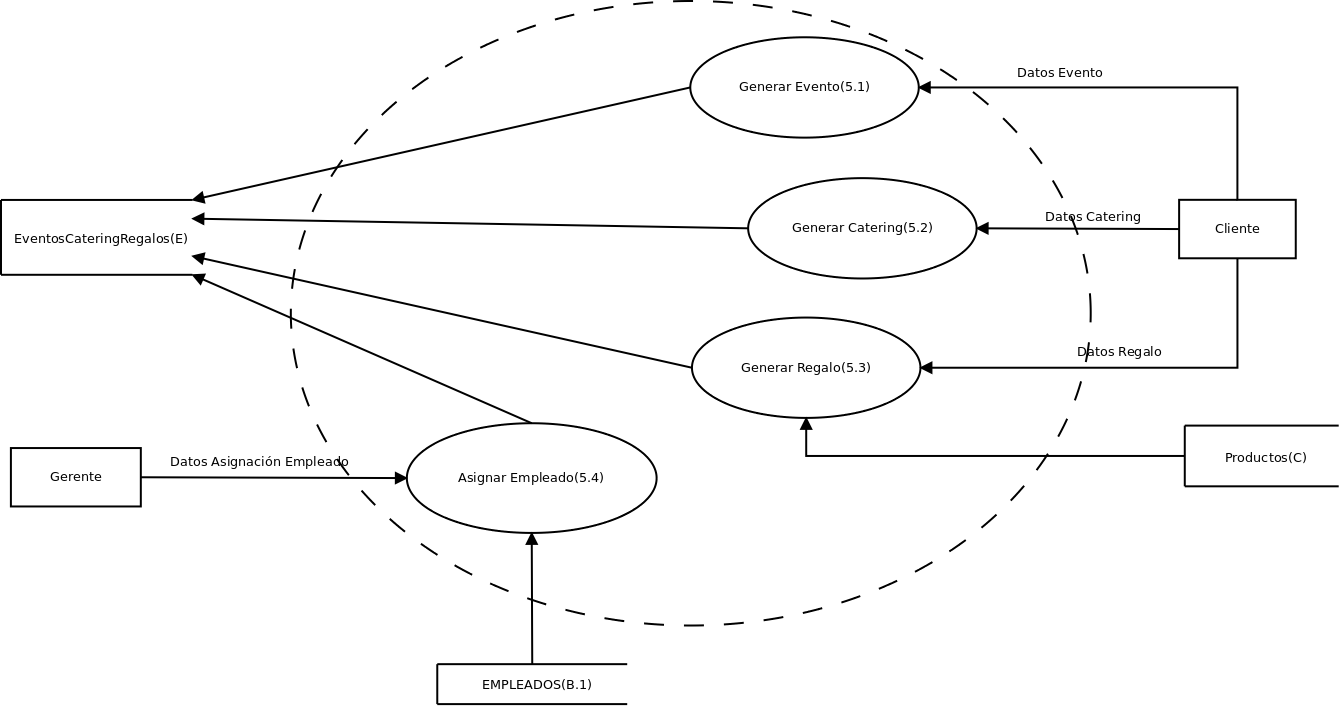 Datos Evento
Generar Evento(5.1)
Datos Catering
Generar Catering(5.2)
Cliente
EventosCateringRegalos(E)
Datos Regalo
Generar Regalo(5.3)
Productos(C)
Datos Asignación Empleado
Gerente
Asignar Empleado(5.4)
EMPLEADOS(B.1)